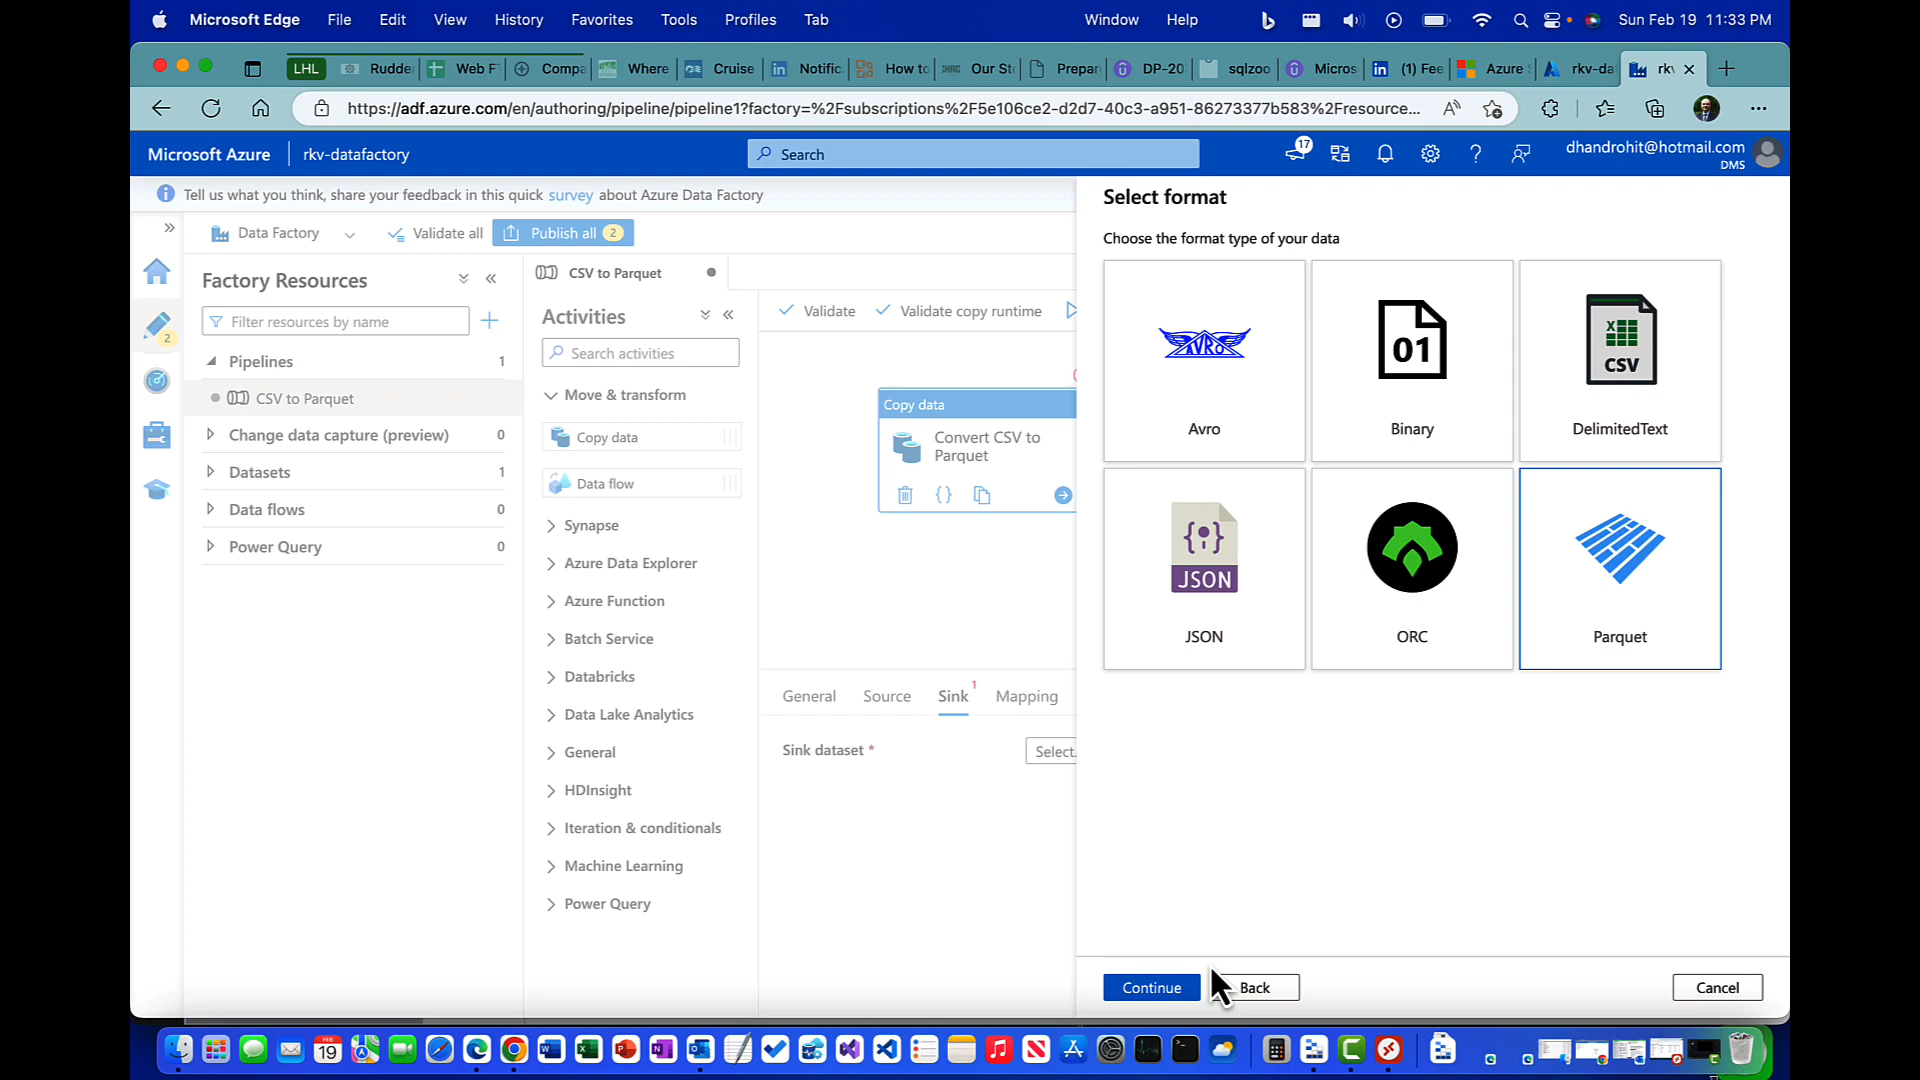 Microsoft Edge File Edit View History Favorites Tools Profiles Tab Window Help Sun Feb 19 11:33 PM
LHL Rudde Web F Compa Where Cruise Notific How to Our St Prepar DP-20 sqlzoo Micros (1) Fee Azure rkv-da rkv
https://adf.azure.com/en/authoring/pipeline/pipeline1?factory=%2Fsubscriptions%2F5e106ce2-d2d7-40c3-a951-86273377b583%2Fresource...
Microsoft Azure rkv-datafactory Search 17 dhandrohit@hotmail.com
DMS
Tell us what you think, share your feedback in this quick survey about Azure Data Factory
Data Factory Validate all Publish all 2
Factory Resources
Filter resources by name
2
Pipelines 1
CSV to Parquet
Change data capture (preview) 0
Datasets 1
Data flows 0
Power Query 0
CSV to Parquet
Activities
Search activities
Move & transform
Copy data
Data flow
Synapse
Azure Data Explorer
Azure Function
Batch Service
Databricks
Data Lake Analytics
General
HDInsight
Iteration & conditionals
Machine Learning
Power Query
Validate Validate copy runtime
Copy data
Convert CSV to
Parquet
General Source Sink 1 Mapping
Sink dataset * Select.
Select format
Choose the format type of your data
AVRO
Avro
01
Binary
CSV
DelimitedText
JSON
JSON
ORC
Parquet
Continue Back Cancel
FEB
19